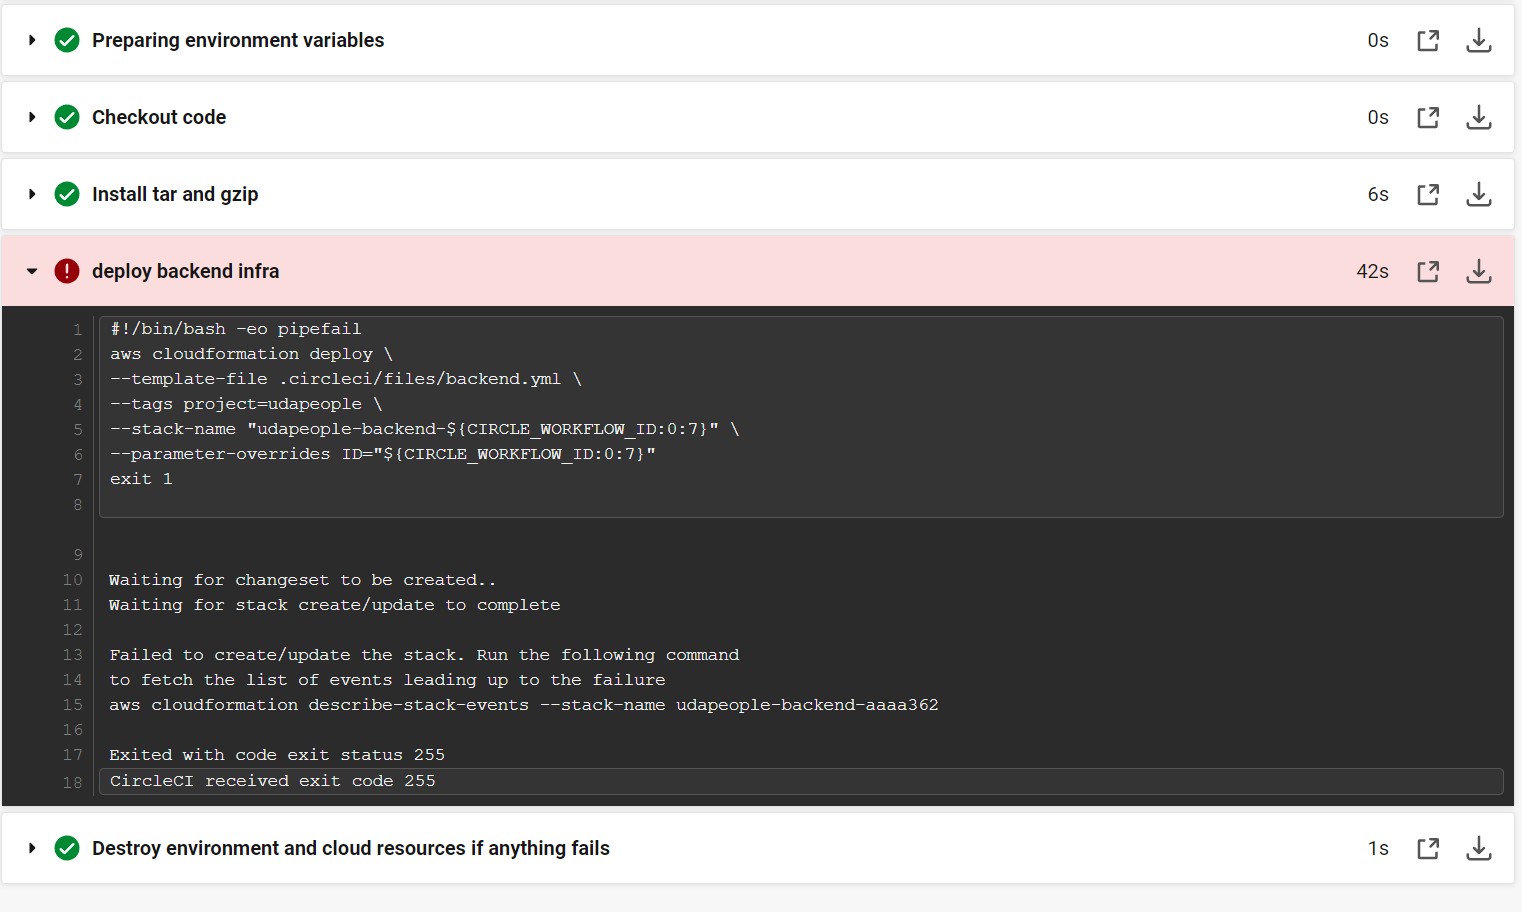 Preparing environment variables 0s
Checkout code 0s
Install tar and gzip 6s
deploy backend infra 42s
1 #!/bin/bash -eo pipefail
2 aws cloudformation deploy \
3 --template-file .circleci/files/backend.yml \
4 --tags project=udapeople \
5 --stack-name "udapeople-backend-${CIRCLE_WORKFLOW_ID:0:7}" \
6 --parameter-overrides ID="${CIRCLE_WORKFLOW_ID:0:7}"
7 exit 1
8
9
10 Waiting for changeset to be created..
11 Waiting for stack create/update to complete
12
13 Failed to create/update the stack. Run the following command
14 to fetch the list of events leading up to the failure
15 aws cloudformation describe-stack-events --stack-name udapeople-backend-aaaa362
16
17 Exited with code exit status 255
18 CircleCI received exit code 255
Destroy environment and cloud resources if anything fails 1s